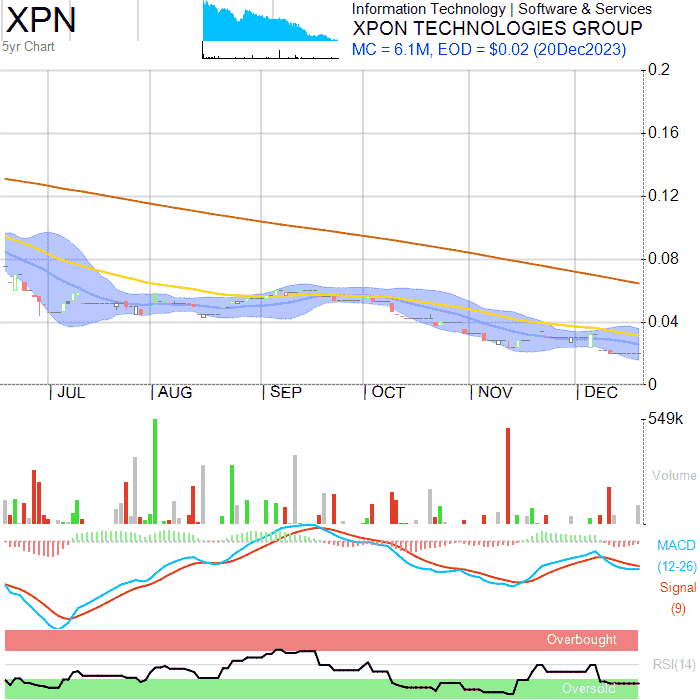 XPN
5yr Chart
Information Technology | Software & Services
XPON TECHNOLOGIES GROUP
MC = 6.1M, EOD = $0.02 (20Dec2023)
0.2
0.16
0.12
0.08
0.04
0
JUL AUG SEP OCT NOV DEC
549k
Volume
MACD
(12-26)
Signal
(9)
Overbought
RSI(14)
Oversold